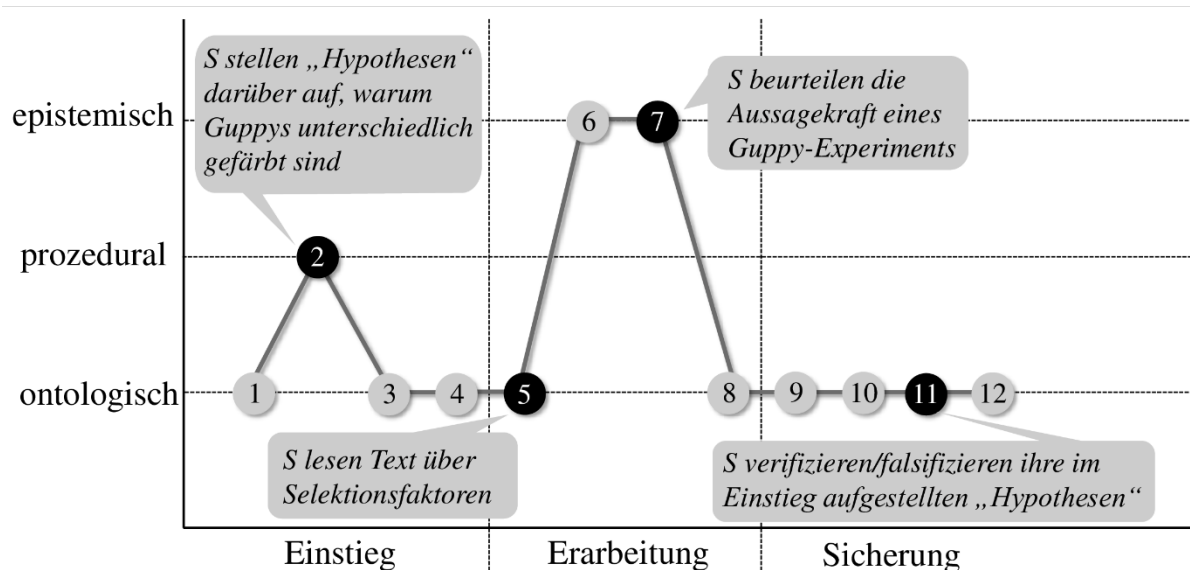 S stellen „Hypothesen“
darüber auf, warum
Guppys unterschiedlich
gefärbt sind
S beurteilen die
Aussagekraft eines
Guppy-Experiments
epistemisch
6
7
prozedural
2
ontologisch
1
3
4
5
8
9
10
11
12
S lesen Text über
Selektionsfaktoren
S verifizieren/falsifizieren ihre im
Einstieg aufgestellten „Hypothesen“
Einstieg
Erarbeitung
Sicherung